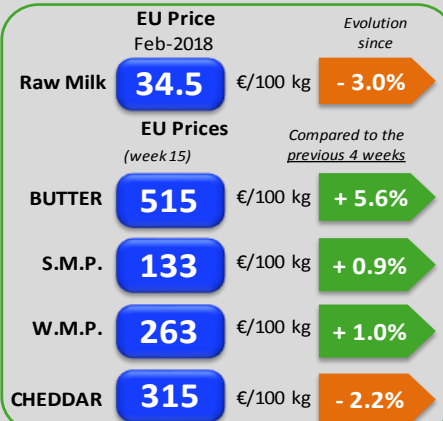 EU Price
Feb-2018
Evolution
since
Raw Milk 34.5 €/100 kg - 3.0%
EU Prices
(week 15)
Compared to the
previous 4 weeks
BUTTER 515 €/100 kg + 5.6%
S.M.P. 133 €/100 kg + 0.9%
W.M.P. 263 €/100 kg + 1.0%
CHEDDAR 315 €/100 kg - 2.2%